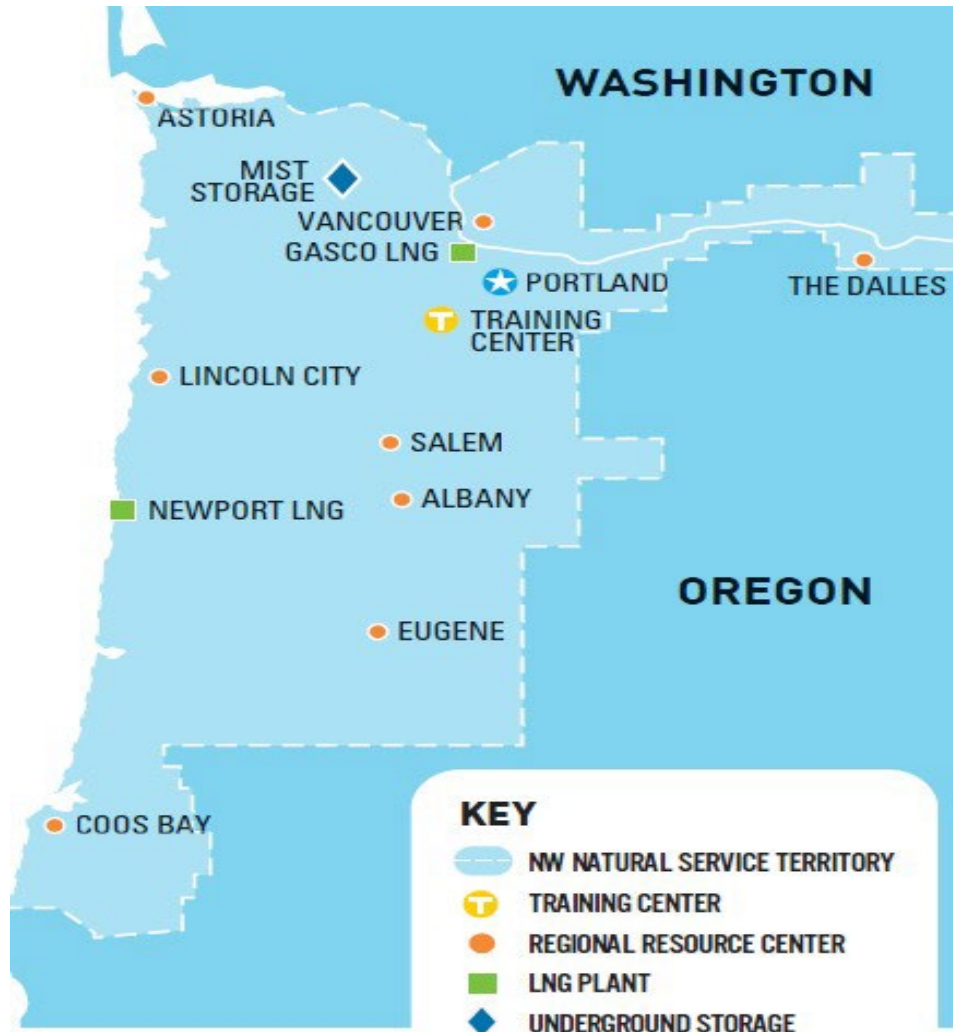 WASHINGTON
ASTORIA
MIST
STORAGE
VANCOUVER
GASCO LNG
PORTLAND
THE DALLES
T
TRAINING
CENTER
LINCOLN CITY
SALEM
ALBANY
NEWPORT LNG
OREGON
EUGENE
COOS BAY
KEY
NW NATURAL SERVICE TERRITORY
T
TRAINING CENTER
REGIONAL RESOURCE CENTER
LNG PLANT
UNDERGROUND STORAGE